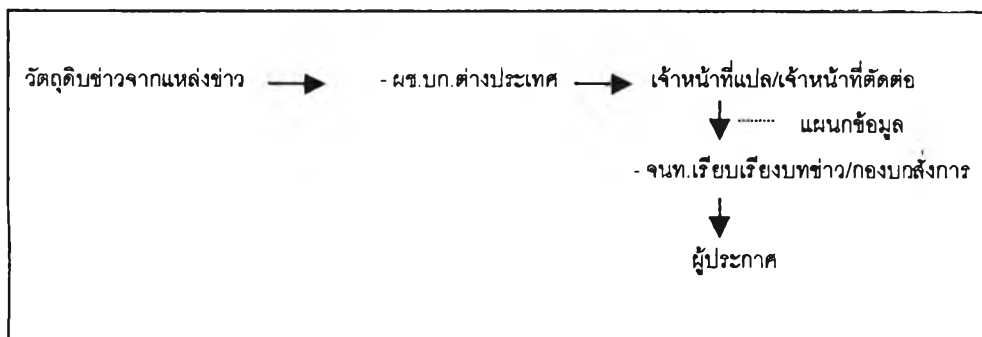 วัตถุดิบข่าวจากแหล่งข่าว - ผช.บก.ต่างประเทศ เจ้าหน้าที่แปล/เจ้าหน้าที่ตัดต่อ
แผนกข้อมูล
- จนท.เรียบเรียงบทข่าว/กองบกสั่งการ
ผู้ประกาศ